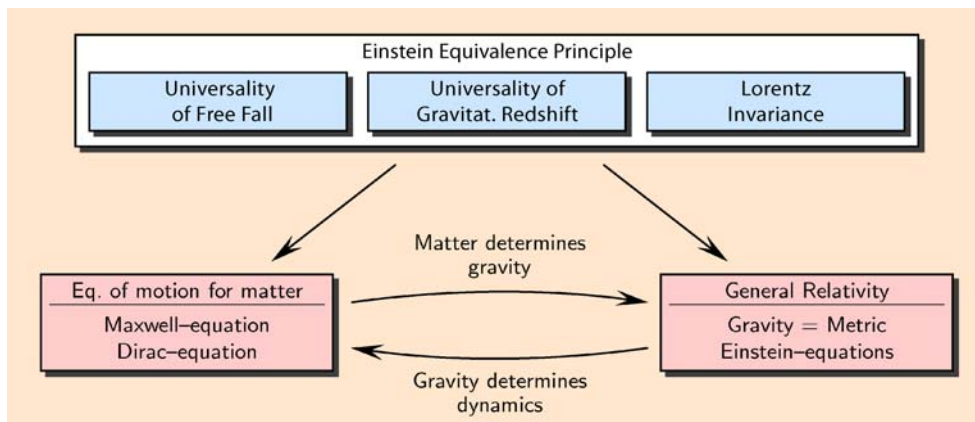 Einstein Equivalence Principle
Universality
of Free Fall
Universality of
Gravitat. Redshift
Lorentz
Invariance
Matter determines
gravity
Eq. of motion for matter
Maxwell–equation
Dirac–equation
General Relativity
Gravity = Metric
Einstein–equations
Gravity determines
dynamics